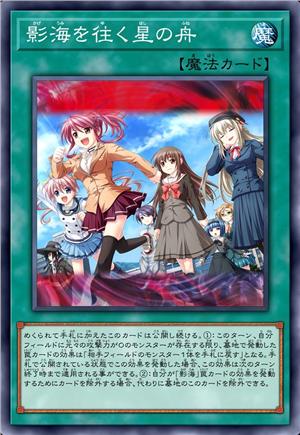 影海を往く星の舟
魔
【魔法カード】
めくられて手札に加えたこのカードは公開し続ける。①：このターン、自分
フィールドに元々の攻撃力が0のモンスターが存在する限り、墓地で発動した
罠カードの効果は「相手フィールドのモンスター1体を手札に戻す」となる。手
札で公開されている状態でこの効果を発動した場合、この効果は次のターン
終了時まで適用される事ができる。②：自分が「影海」罠カードの効果を発動
するためにカードを除外する場合、代わりに墓地のこのカードを除外できる。